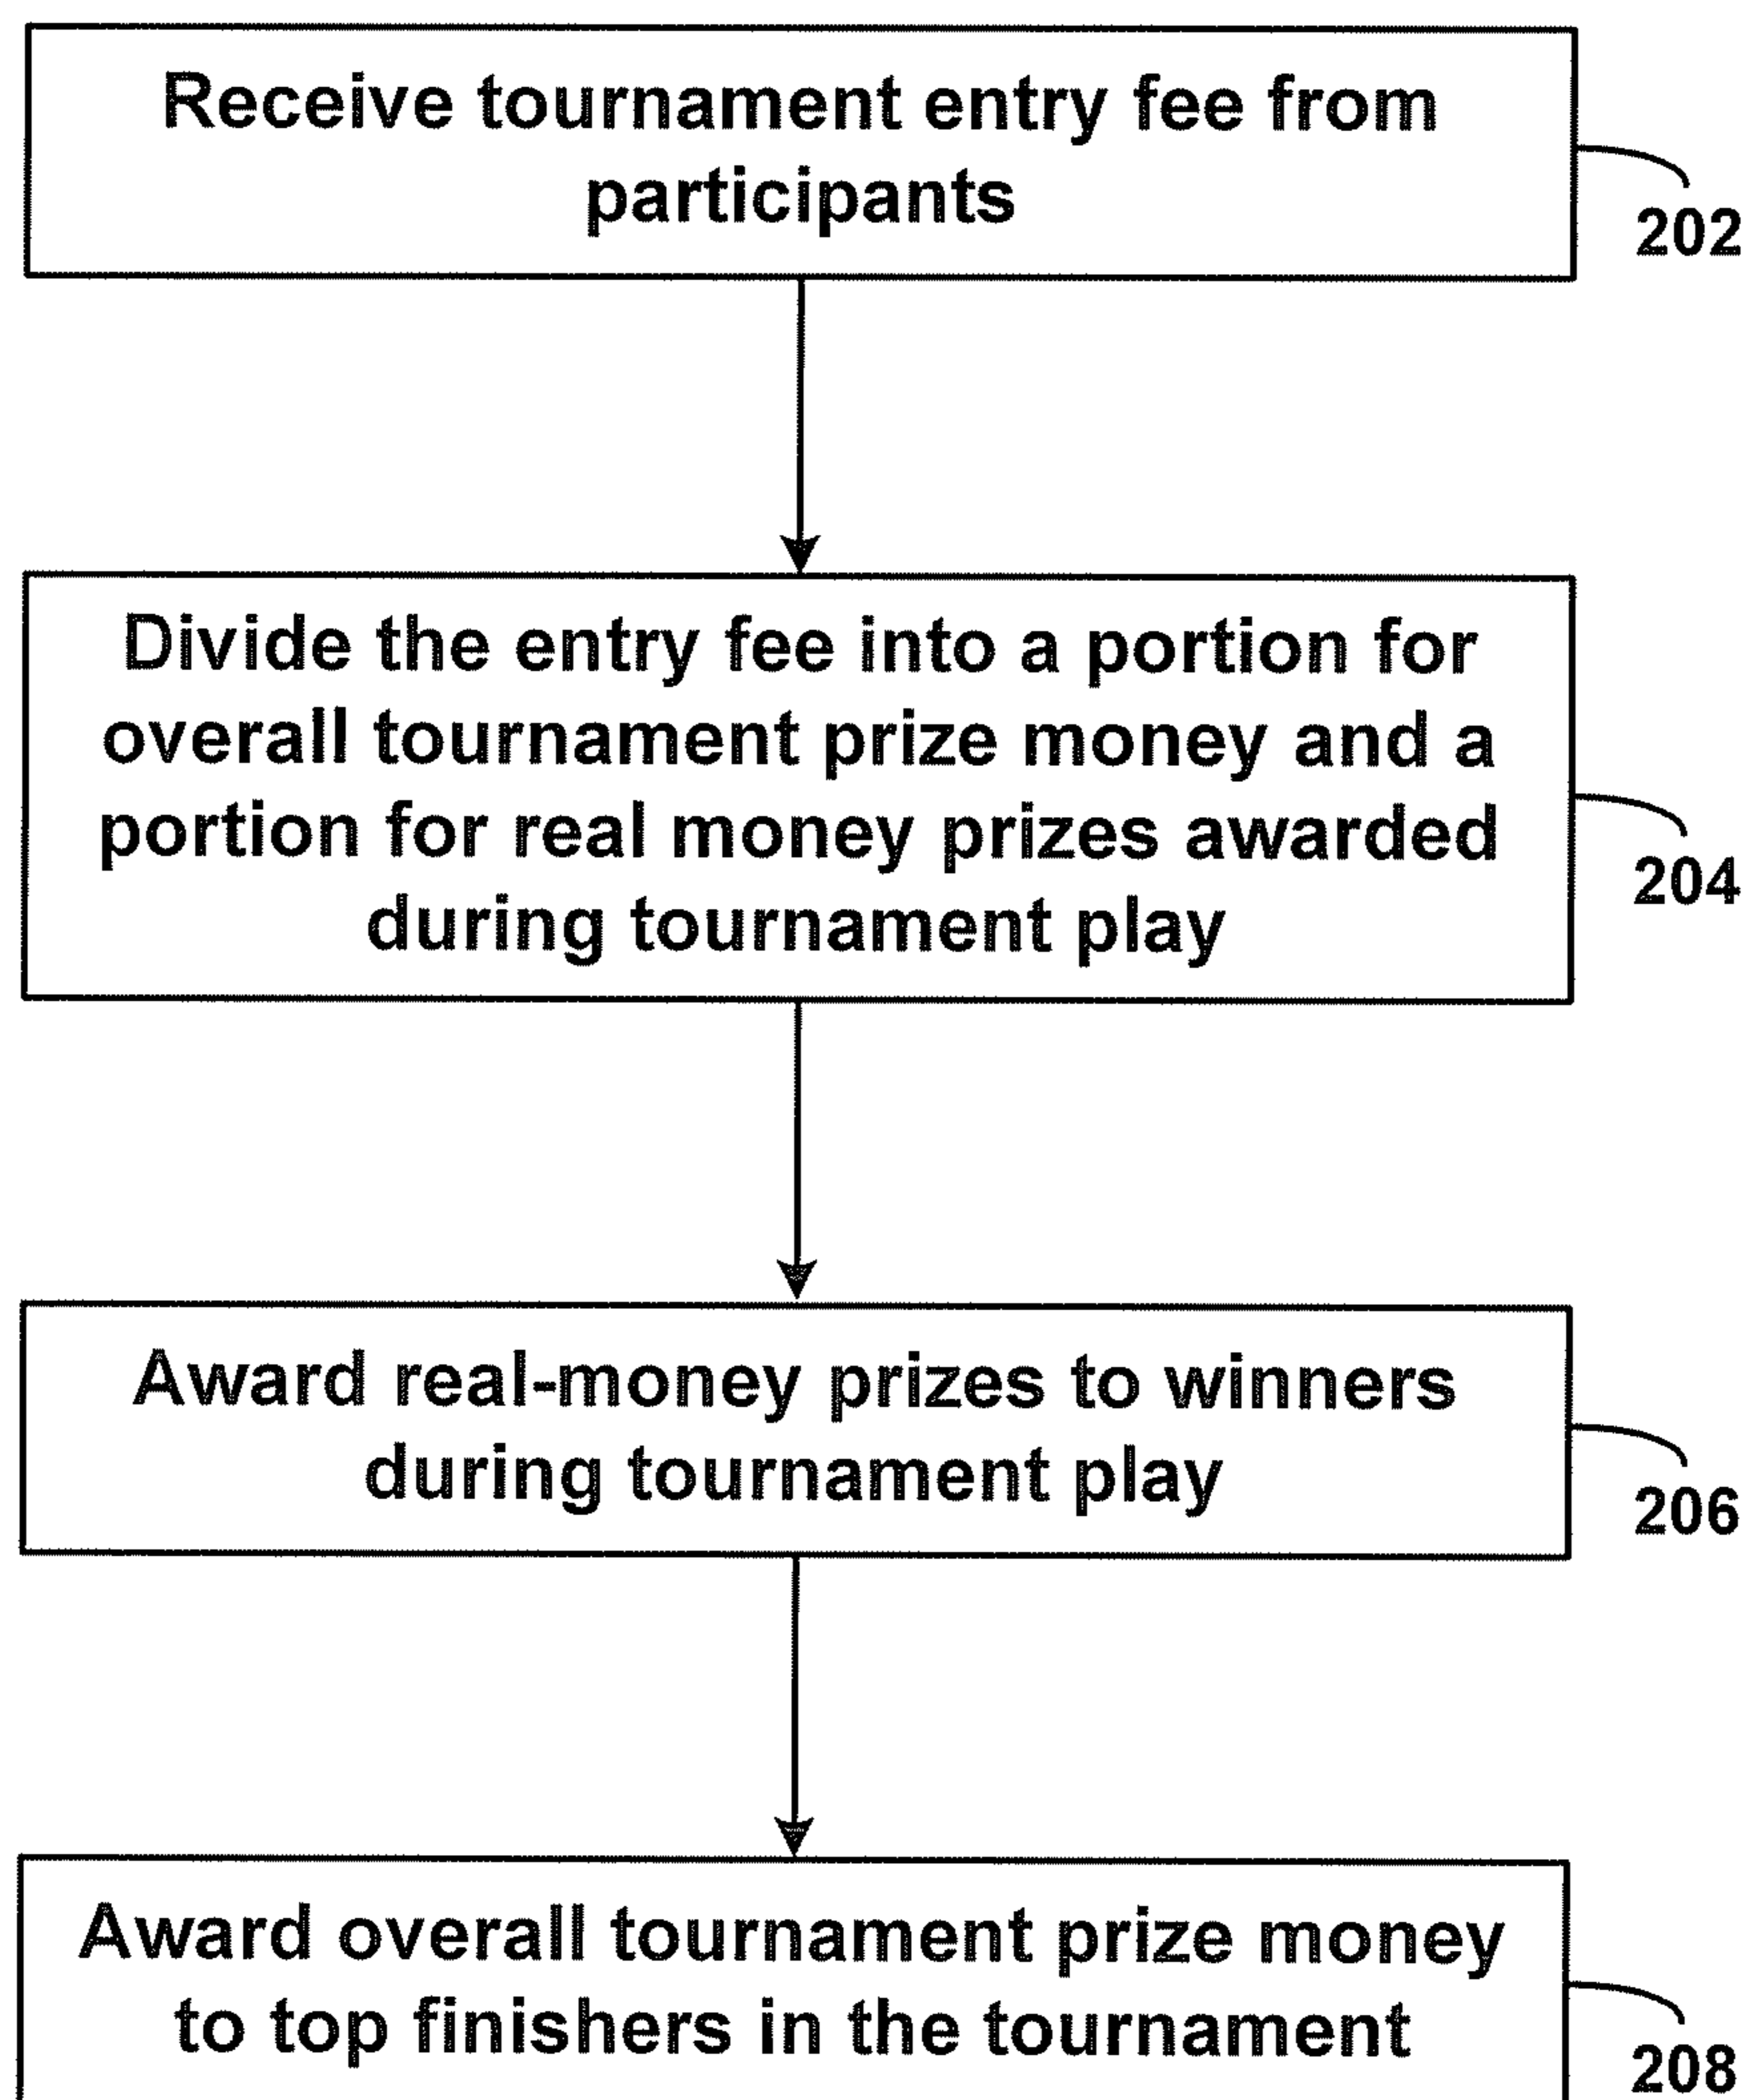 Receive tournament entry fee from
participants
202
Divide the entry fee into a portion for
overall tournament prize money and a
portion for real money prizes awarded
during tournament play
204
Award real-money prizes to winners
during tournament play
206
Award overall tournament prize money
to top finishers in the tournament
208